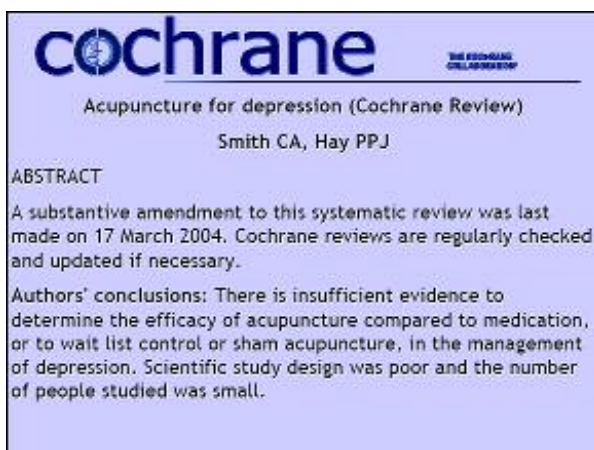 cochrane
THE COCHRANE
COLLABORATION®
Acupuncture for depression (Cochrane Review)
Smith CA, Hay PPJ
ABSTRACT
A substantive amendment to this systematic review was last
made on 17 March 2004. Cochrane reviews are regularly checked
and updated if necessary.
Authors' conclusions: There is insufficient evidence to
determine the efficacy of acupuncture compared to medication,
or to wait list control or sham acupuncture, in the management
of depression. Scientific study design was poor and the number
of people studied was small.